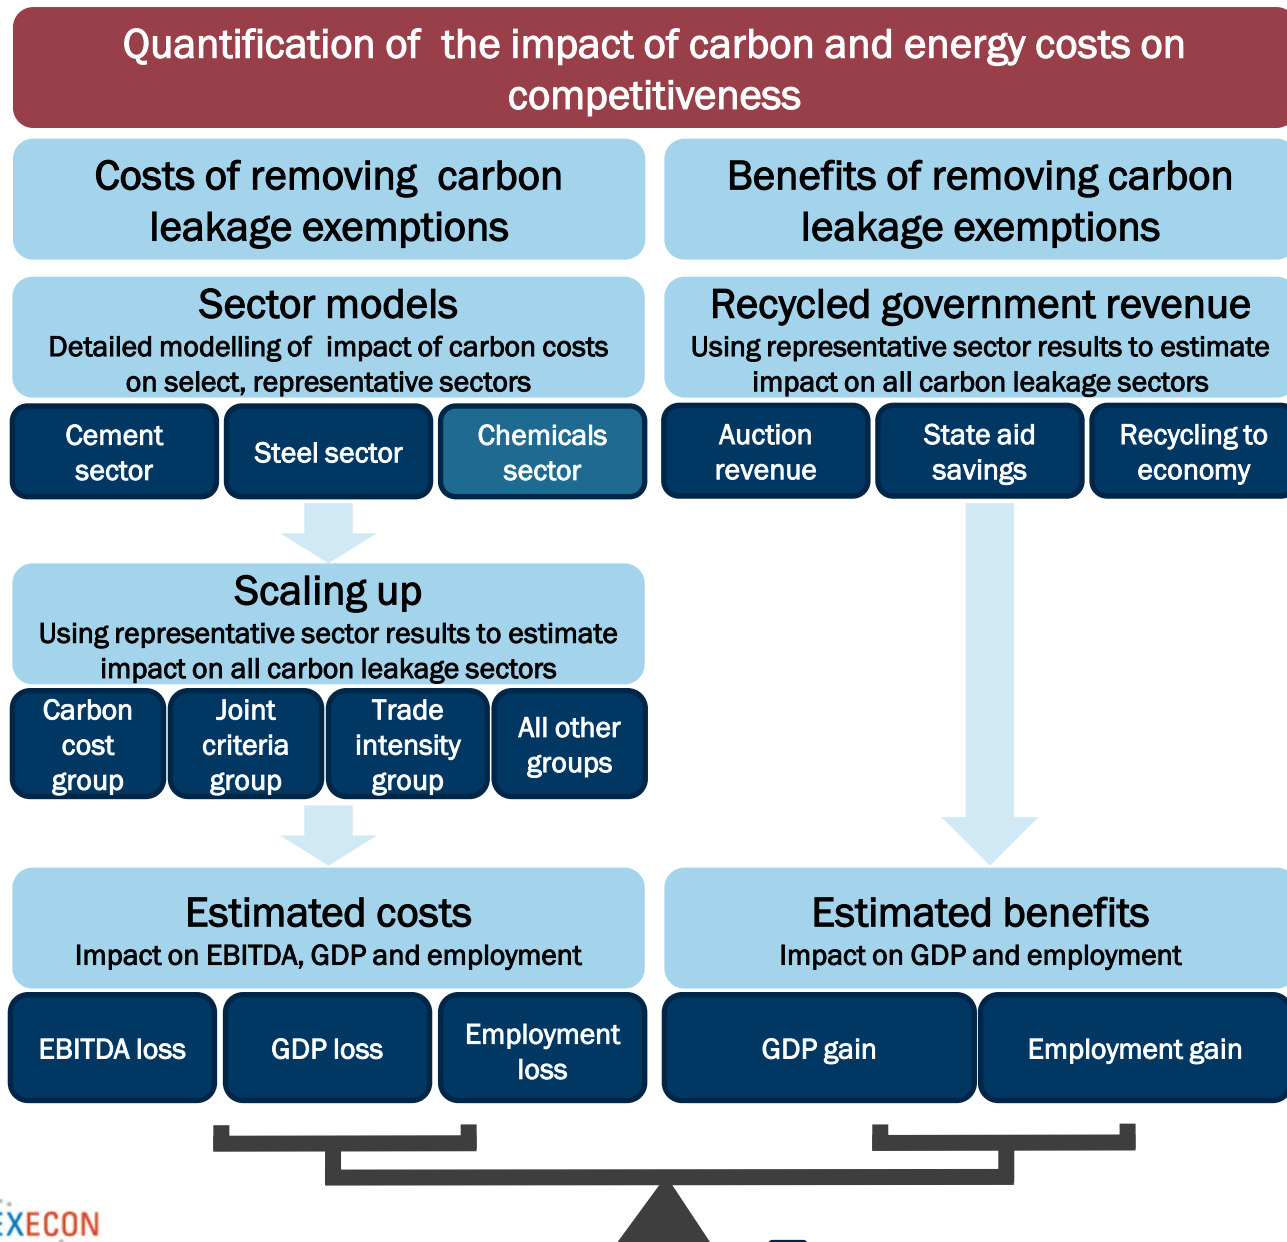 Quantification of the impact of carbon and energy costs on
competitiveness
Costs of removing carbon
leakage exemptions
Benefits of removing carbon
leakage exemptions
Sector models
Detailed modelling of impact of carbon costs
on select, representative sectors
Recycled government revenue
Using representative sector results to estimate
impact on all carbon leakage sectors
Cement
sector
Steel sector
Chemicals
sector
Auction
revenue
State aid
savings
Recycling to
economy
Scaling up
Using representative sector results to estimate
impact on all carbon leakage sectors
Carbon
cost
group
Joint
criteria
group
Trade
intensity
group
All other
groups
Estimated costs
Impact on EBITDA, GDP and employment
Estimated benefits
Impact on GDP and employment
EBITDA loss
GDP loss
Employment
loss
GDP gain
Employment gain
EXECON